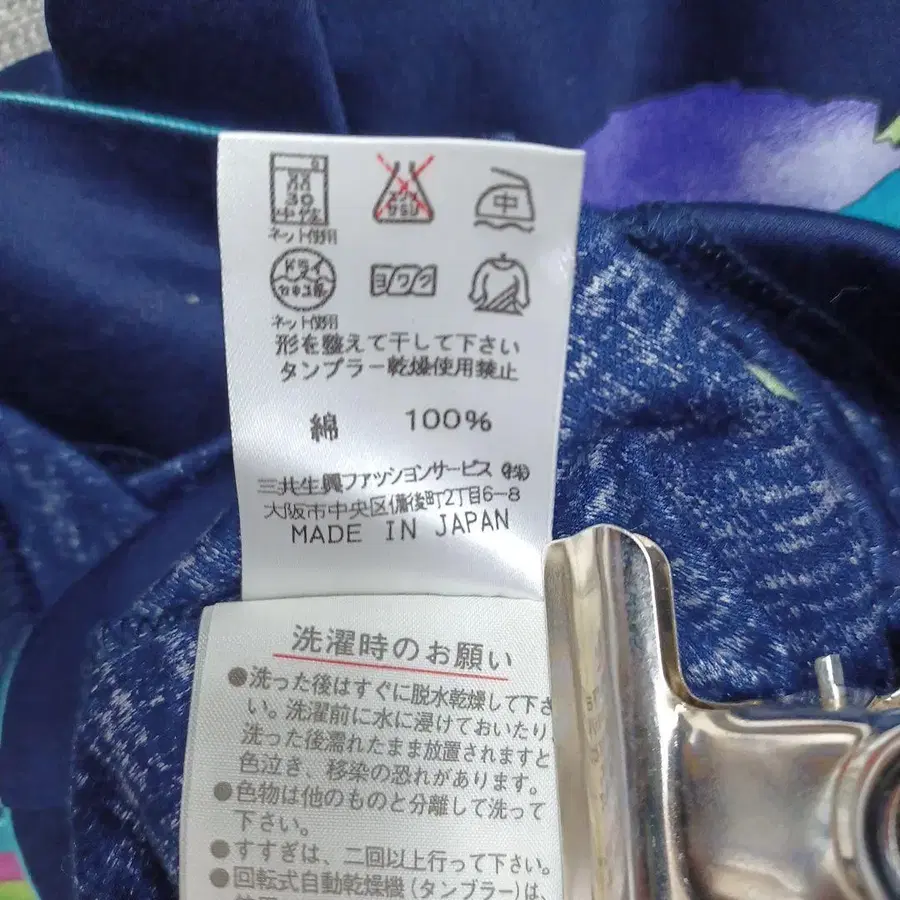 30
中性
ネット使用
エンソ
サラシ
中
ドライ
セキユ系
ネット使用
ヨワク
形を整えて干して下さい
タンブラー乾燥使用禁止
綿 100%
三共生興ファッションサービス ㈱
大阪市中央区備後町2丁目6-8
MADE IN JAPAN
洗濯時のお願い
●洗った後はすぐに脱水乾燥して下さ
い。洗濯前に水に浸けておいたり
洗った後濡れたまま放置されますと
色泣き、移染の恐れがあります。
●色物は他のものと分離して洗って
下さい。
●すすぎは、二回以上行って下さい。
●回転式自動乾燥機(タンブラー)は、